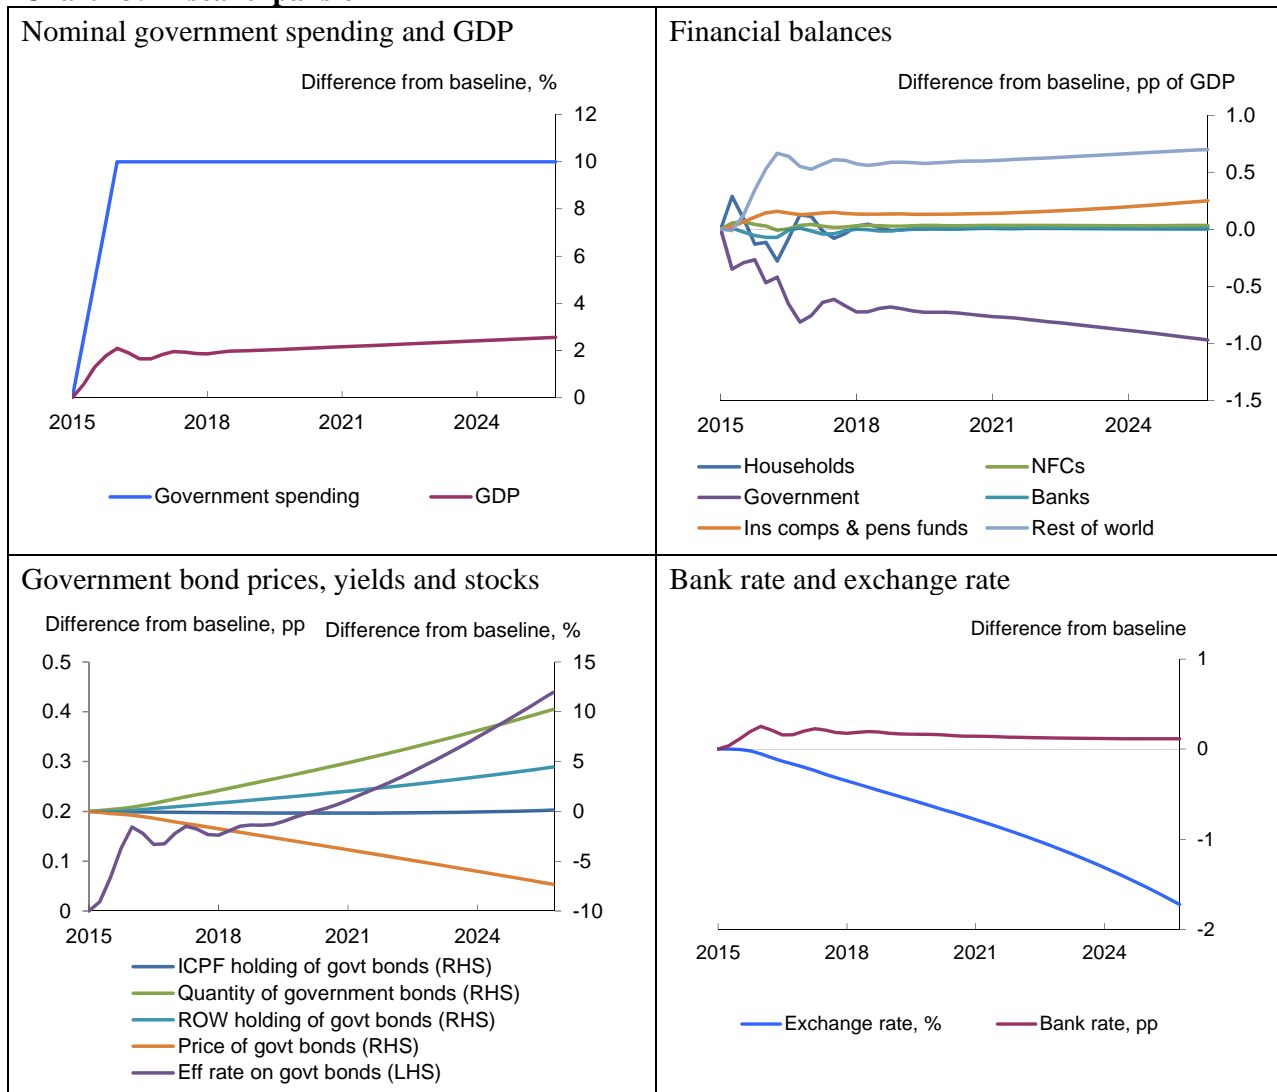 Nominal government spending and GDP
Difference from baseline, %
12
10
8
6
4
2
0
2015 2018 2021 2024
Government spending GDP
Financial balances
Difference from baseline, pp of GDP
1.0
0.5
0.0
-0.5
-1.0
-1.5
2015 2018 2021 2024
Households NFCs
Government Banks
Ins comps & pens funds Rest of world
Government bond prices, yields and stocks
Difference from baseline, pp Difference from baseline, %
0.5 15
0.4 10
0.3 5
0.2 0
0.1 -5
0 -10
2015 2018 2021 2024
ICPF holding of govt bonds (RHS)
Quantity of government bonds (RHS)
ROW holding of govt bonds (RHS)
Price of govt bonds (RHS)
Eff rate on govt bonds (LHS)
Bank rate and exchange rate
Difference from baseline
1
0
-1
-2
2015 2018 2021 2024
Exchange rate, % Bank rate, pp